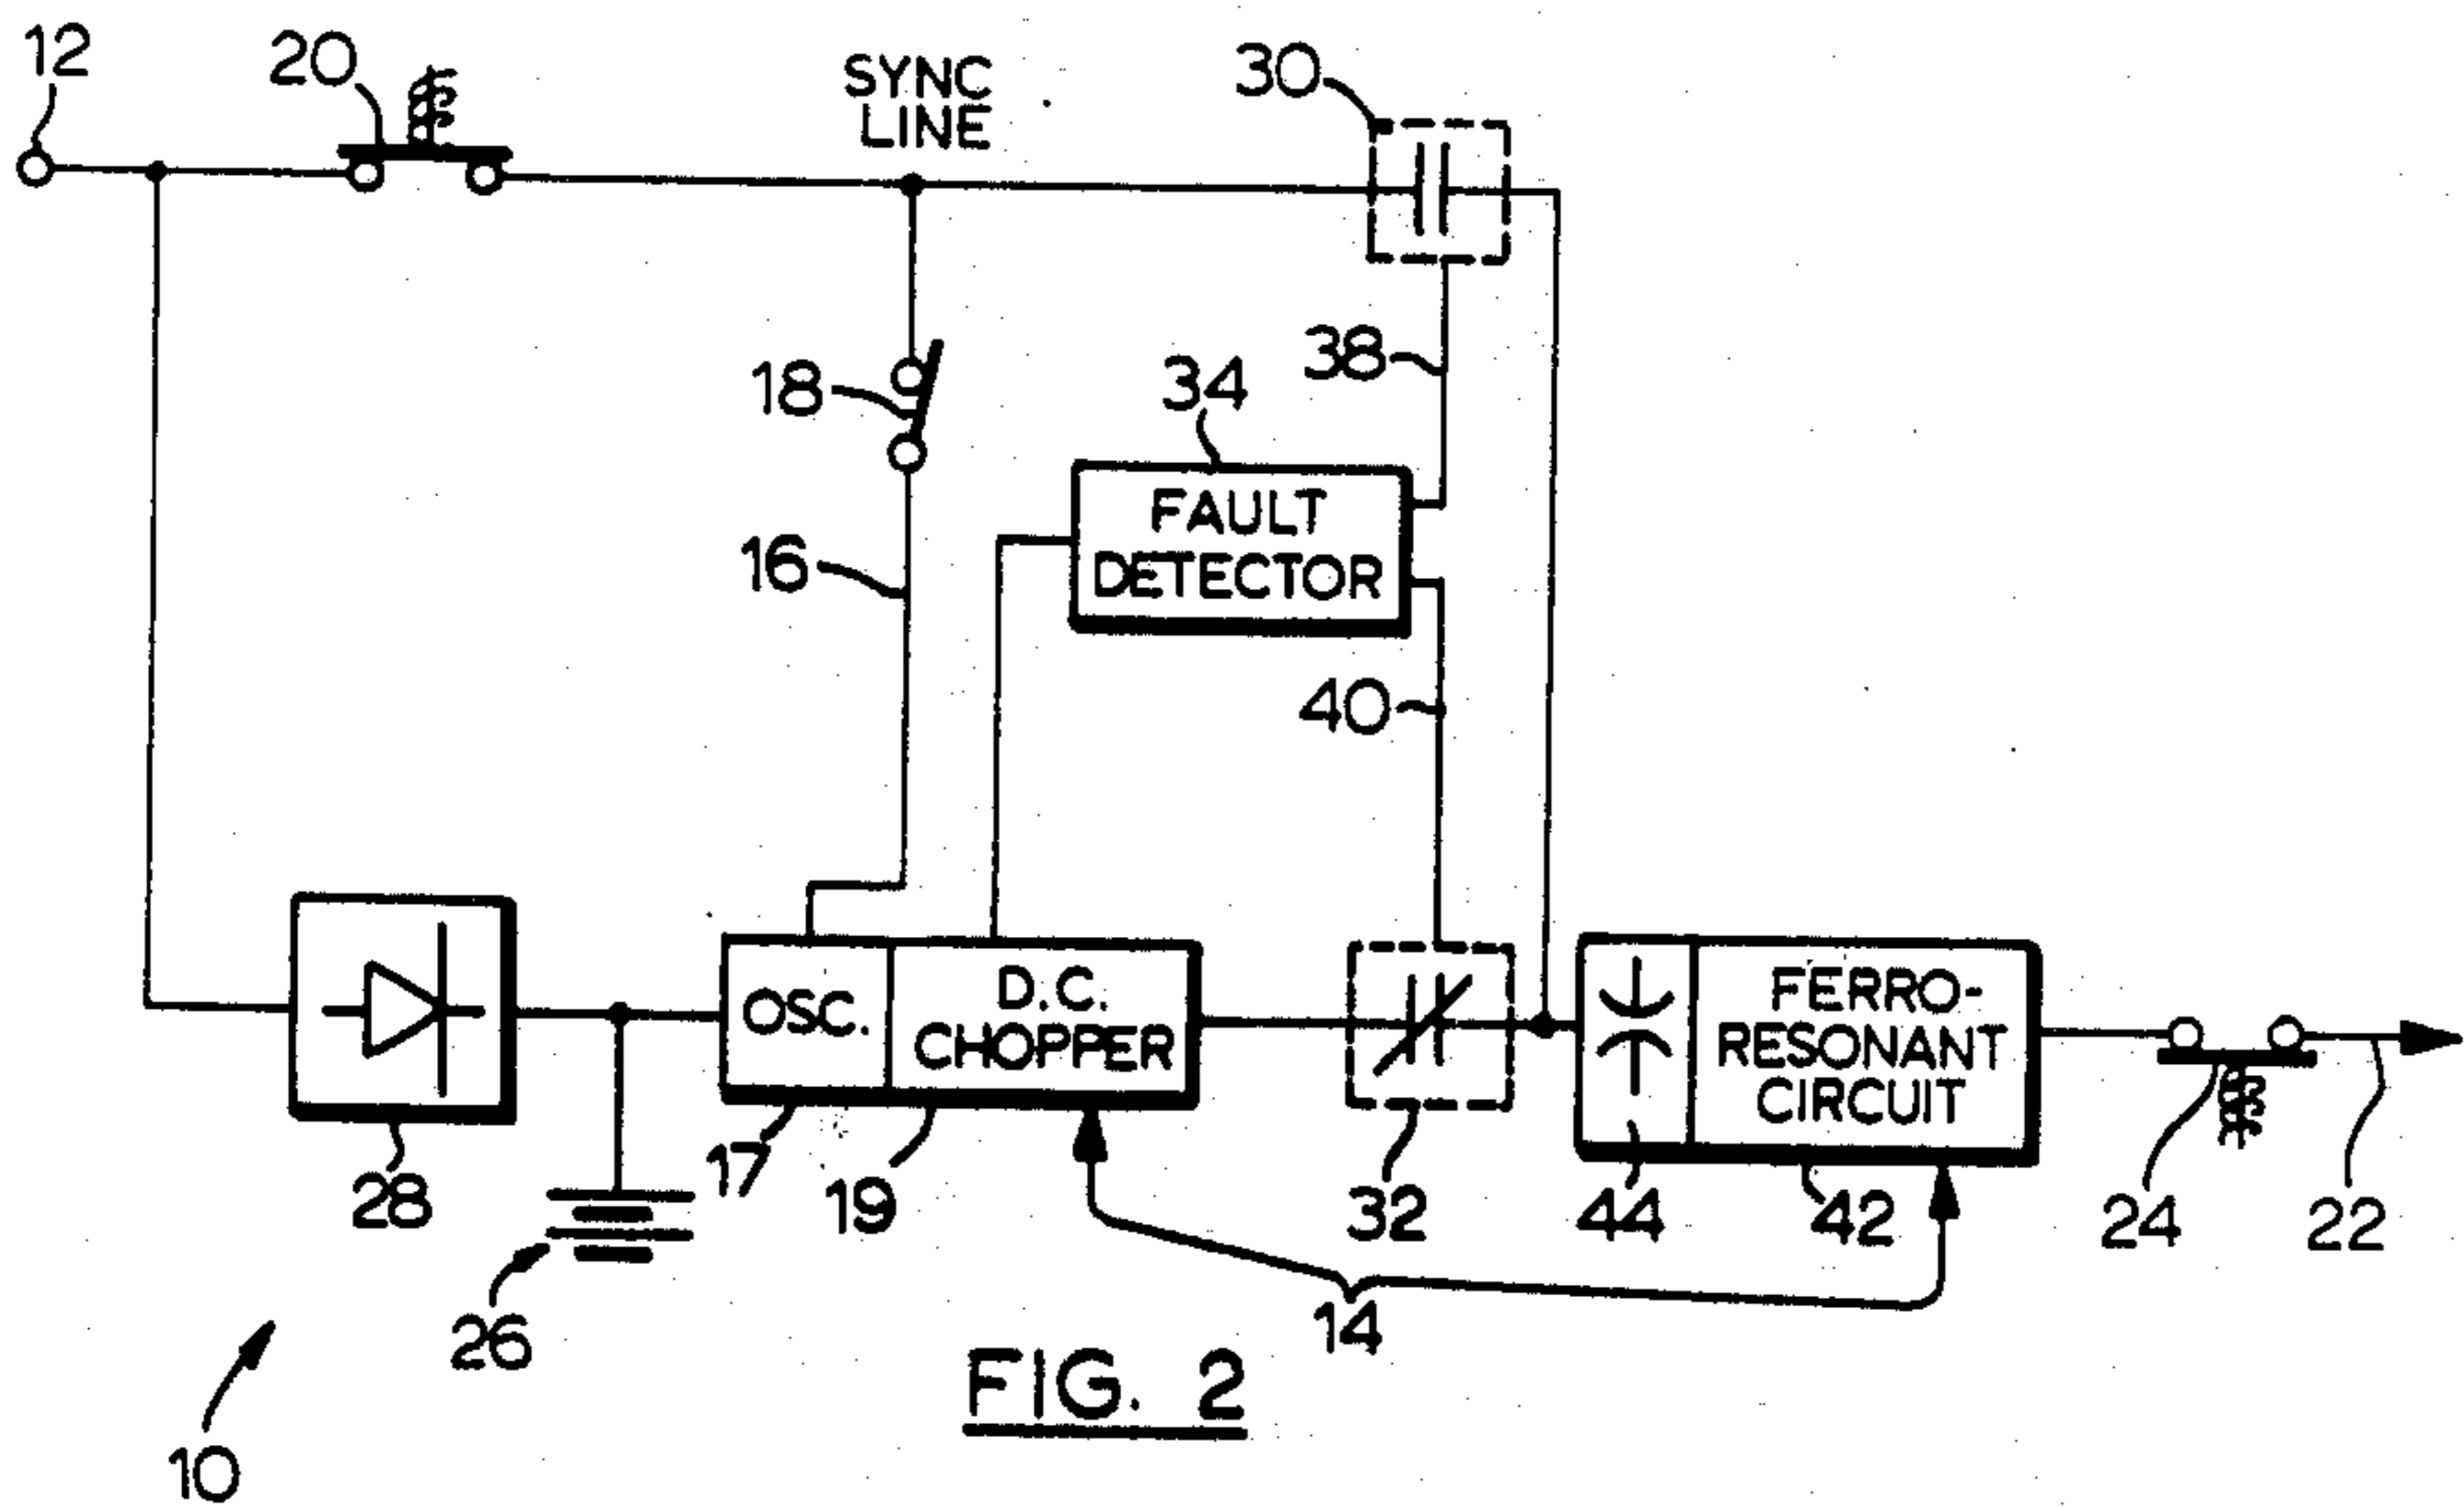 12
20
SYNC
LINE
30
18
34
38
FAULT
DETECTOR
16
40
OSC.
D.C.
CHOPPER
FERRO-
RESONANT
CIRCUIT
28
17
19
32
44
42
24
22
26
14
FIG. 2
10